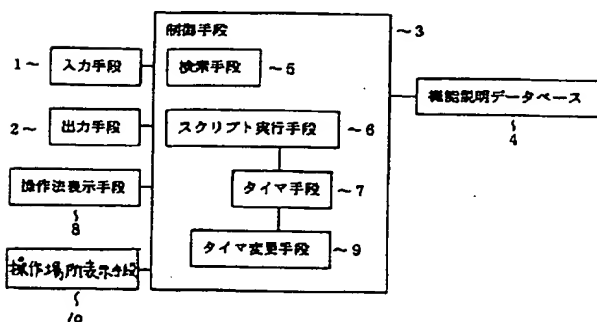 制御手段 ~3
1~ 入力手段
検索手段 ~5
2~ 出力手段
スクリプト実行手段 ~6
機能説明データベース
4
操作法表示手段
8
タイマ手段 ~7
タイマ変更手段 ~9
操作場所表示手段
10